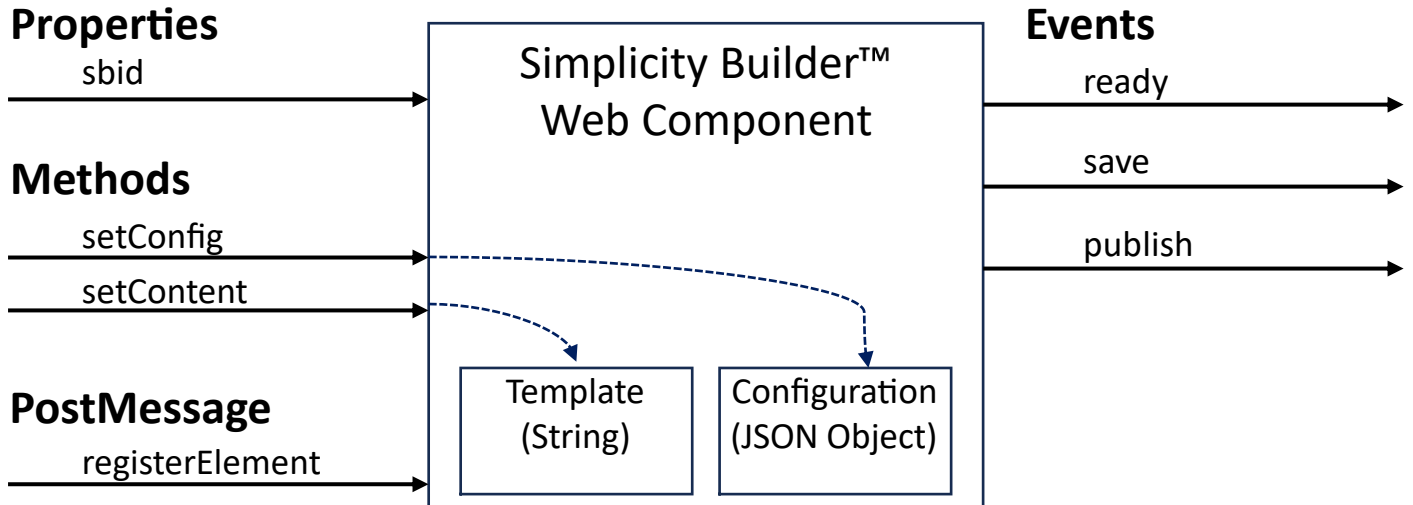 Properties
sbid
Methods
setConfig
setContent
PostMessage
registerElement
Simplicity Builder™
Web Component
Template
(String)
Configuration
(JSON Object)
Events
ready
save
publish